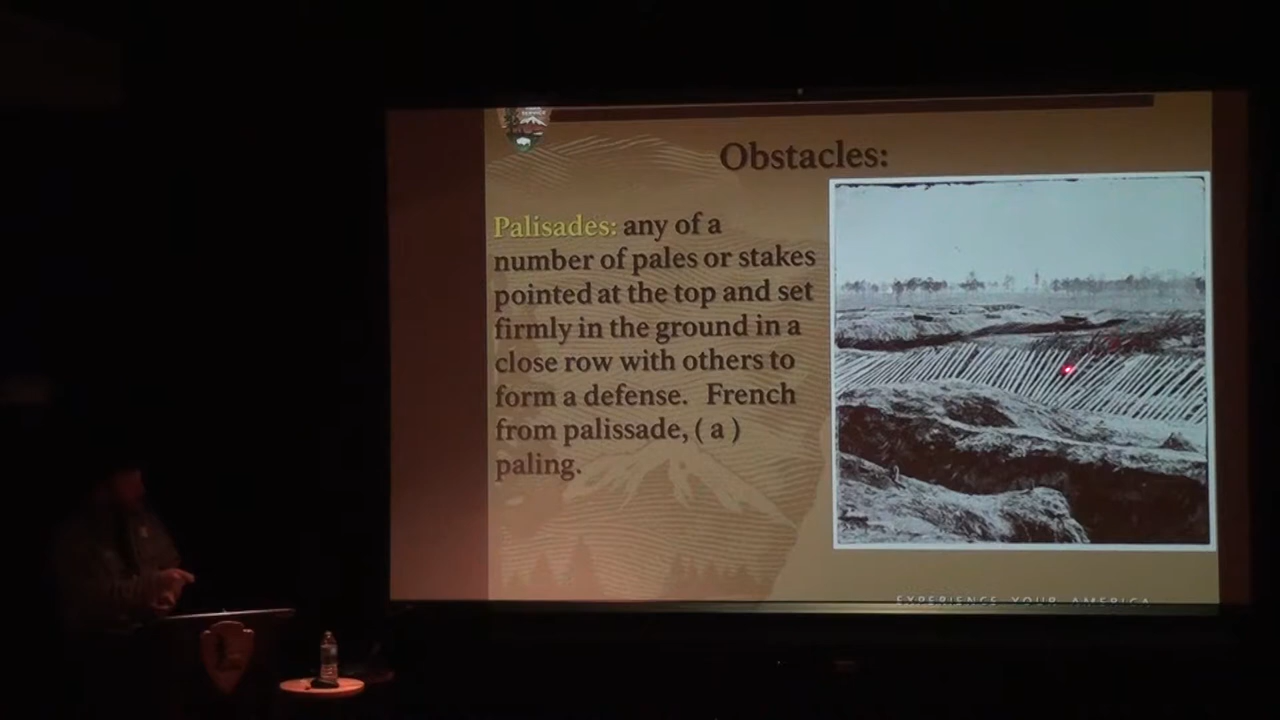 SERVICE
Obstacles:
Palisades: any of a
number of pales or stakes
pointed at the top and set
firmly in the ground in a
close row with others to
form a defense. French
from palissade, ( a )
paling.
EXPERIENCE YOUR AMERICA